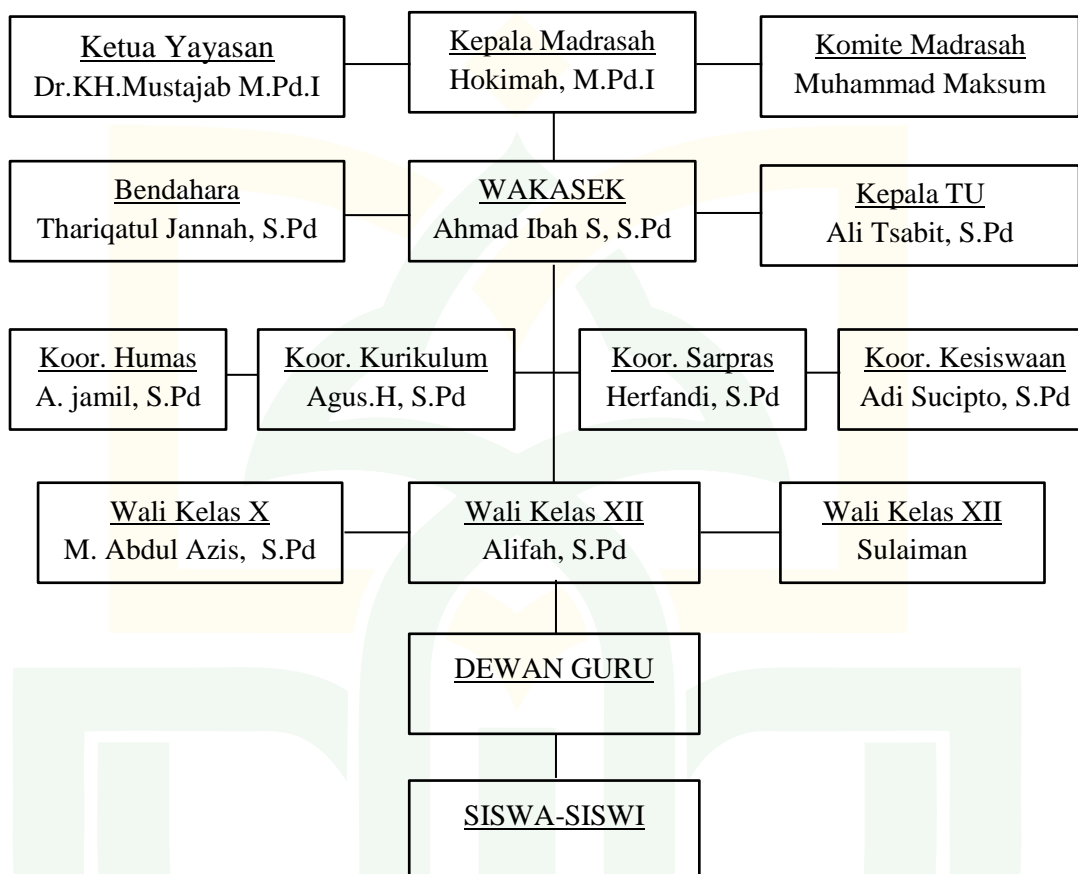 Ketua Yayasan
Dr.KH.Mustajab M.Pd.I
Kepala Madrasah
Hokimah, M.Pd.I
Komite Madrasah
Muhammad Maksum
Bendahara
Thariqatul Jannah, S.Pd
WAKASEK
Ahmad Ibah S, S.Pd
Kepala TU
Ali Tsabit, S.Pd
Koor. Humas
A. jamil, S.Pd
Koor. Kurikulum
Agus.H, S.Pd
Koor. Sarpras
Herfandi, S.Pd
Koor. Kesiswaan
Adi Sucipto, S.Pd
Wali Kelas X
M. Abdul Azis,  S.Pd
Wali Kelas XII
Alifah, S.Pd
Wali Kelas XII
Sulaiman
DEWAN GURU
SISWA-SISWI